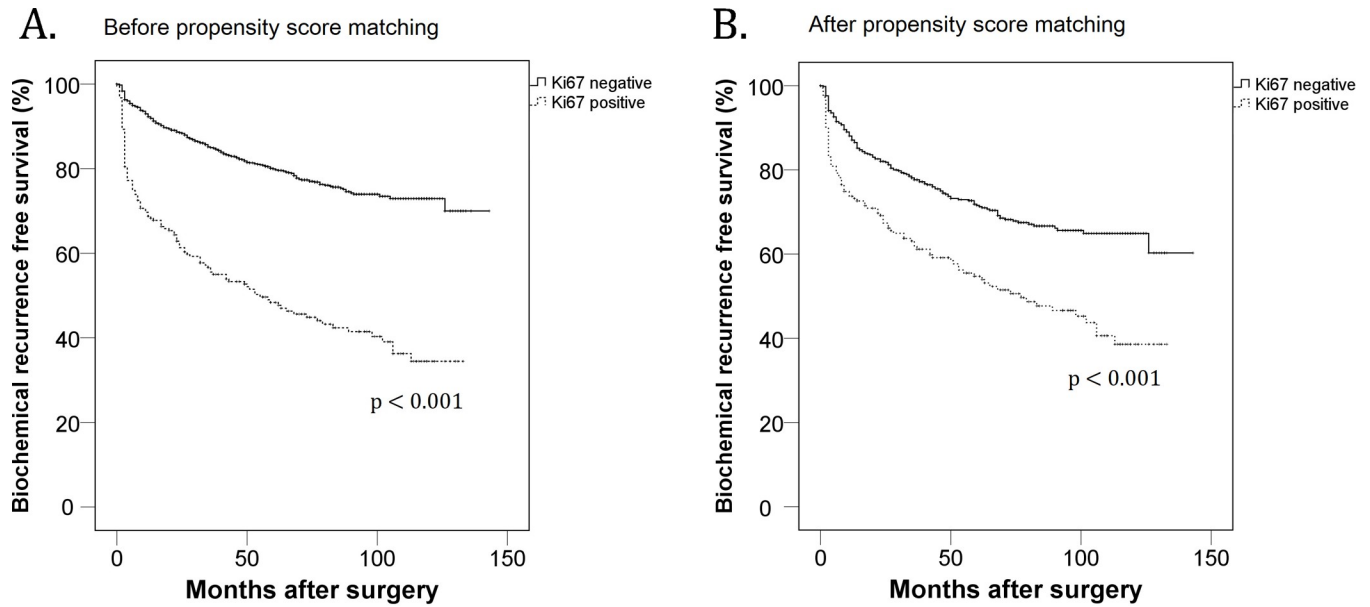 A. Before propensity score matching
Biochemical recurrence free survival (%)
100
80
60
40
20
0
Ki67 negative
Ki67 positive
p < 0.001
0 50 100 150
Months after surgery
B. After propensity score matching
Biochemical recurrence free survival (%)
100
80
60
40
20
0
Ki67 negative
Ki67 positive
p < 0.001
0 50 100 150
Months after surgery